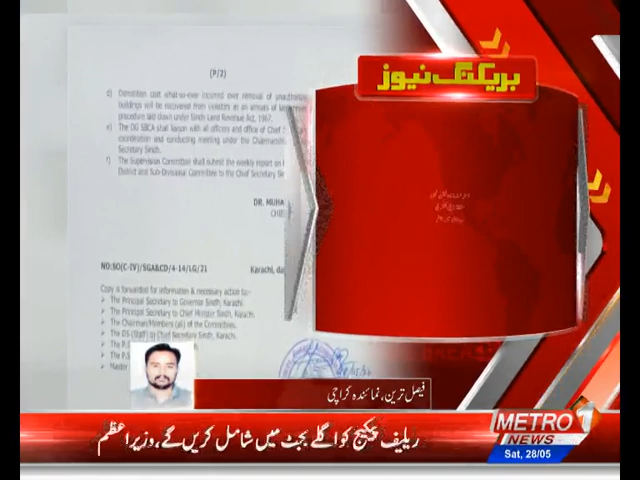 (P/2)
بریکنگ نیوز
d) Demolition cost what-so-ever incurred over removal of unauthorize
buildings will be recovered from violators as an arrears of land
procedure laid down under Sindh Land Revenue Act, 1967.
e) The DG SBCA shall liaison with all officers and office of Chief S
coordination and conducting meeting under the Chairmanship
Secretary Sindh.
f) The Supervision Committee shall submit the weekly report on
District and Sub-Divisional Committee to the Chief Secretary Sin
DR. MUHA
CHIE
NO:SO(C-IV)/SGA&CD/4-14/LG/21 Karachi, da
Copy is forwarded for information & necessary action to:-
➤ The Principal Secretary to Governor Sindh, Karachi.
➤ The Principal Secretary to Chief Minister Sindh, Karachi.
➤ The Chairman/Members (all) of the Committees.
➤ The DS (Staff) to Chief Secretary Sindh, Karachi.
➤ The P.S
➤ The P.S
➤ Master
فیصل ترین، نمائندہ کراچی
ریلیف پیکیج کو اگلے بجٹ میں شامل کریں گے، وزیراعظم
METRO 1
NEWS
Sat, 28/05